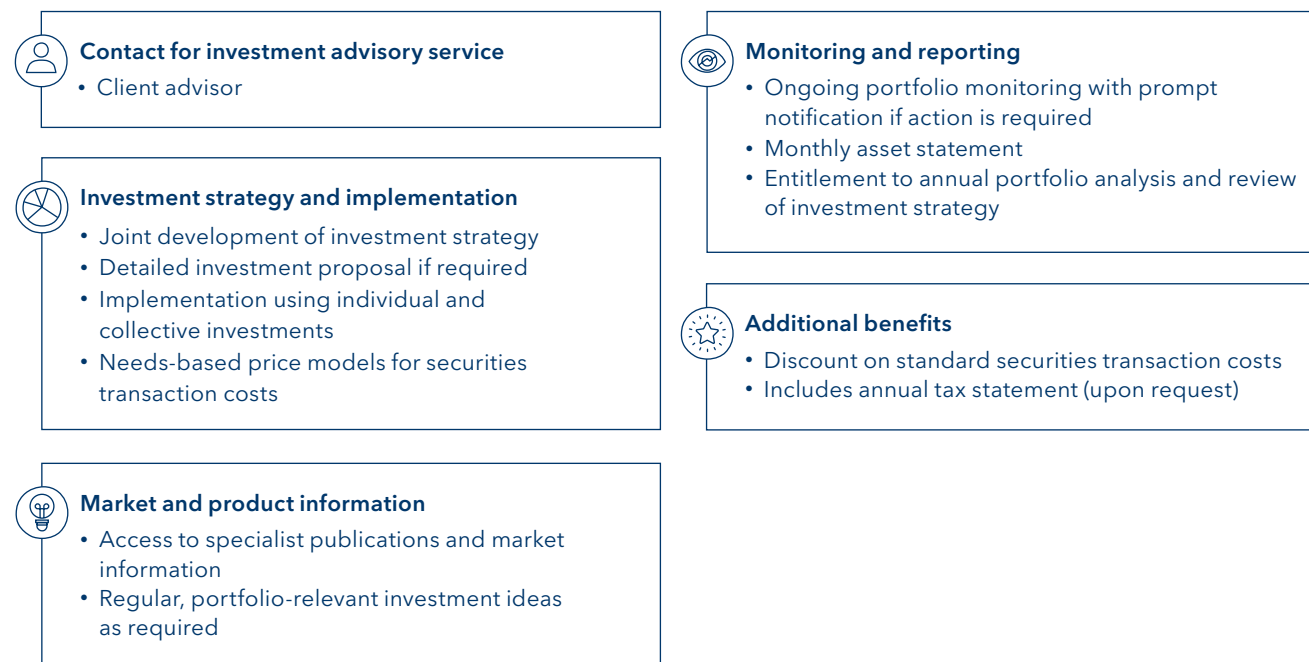 Contact for investment advisory service
• Client advisor
Investment strategy and implementation
• Joint development of investment strategy
• Detailed investment proposal if required
• Implementation using individual and
collective investments
• Needs-based price models for securities
transaction costs
Market and product information
• Access to specialist publications and market
information
• Regular, portfolio-relevant investment ideas
as required
Monitoring and reporting
• Ongoing portfolio monitoring with prompt
notification if action is required
• Monthly asset statement
• Entitlement to annual portfolio analysis and review
of investment strategy
Additional benefits
• Discount on standard securities transaction costs
• Includes annual tax statement (upon request)